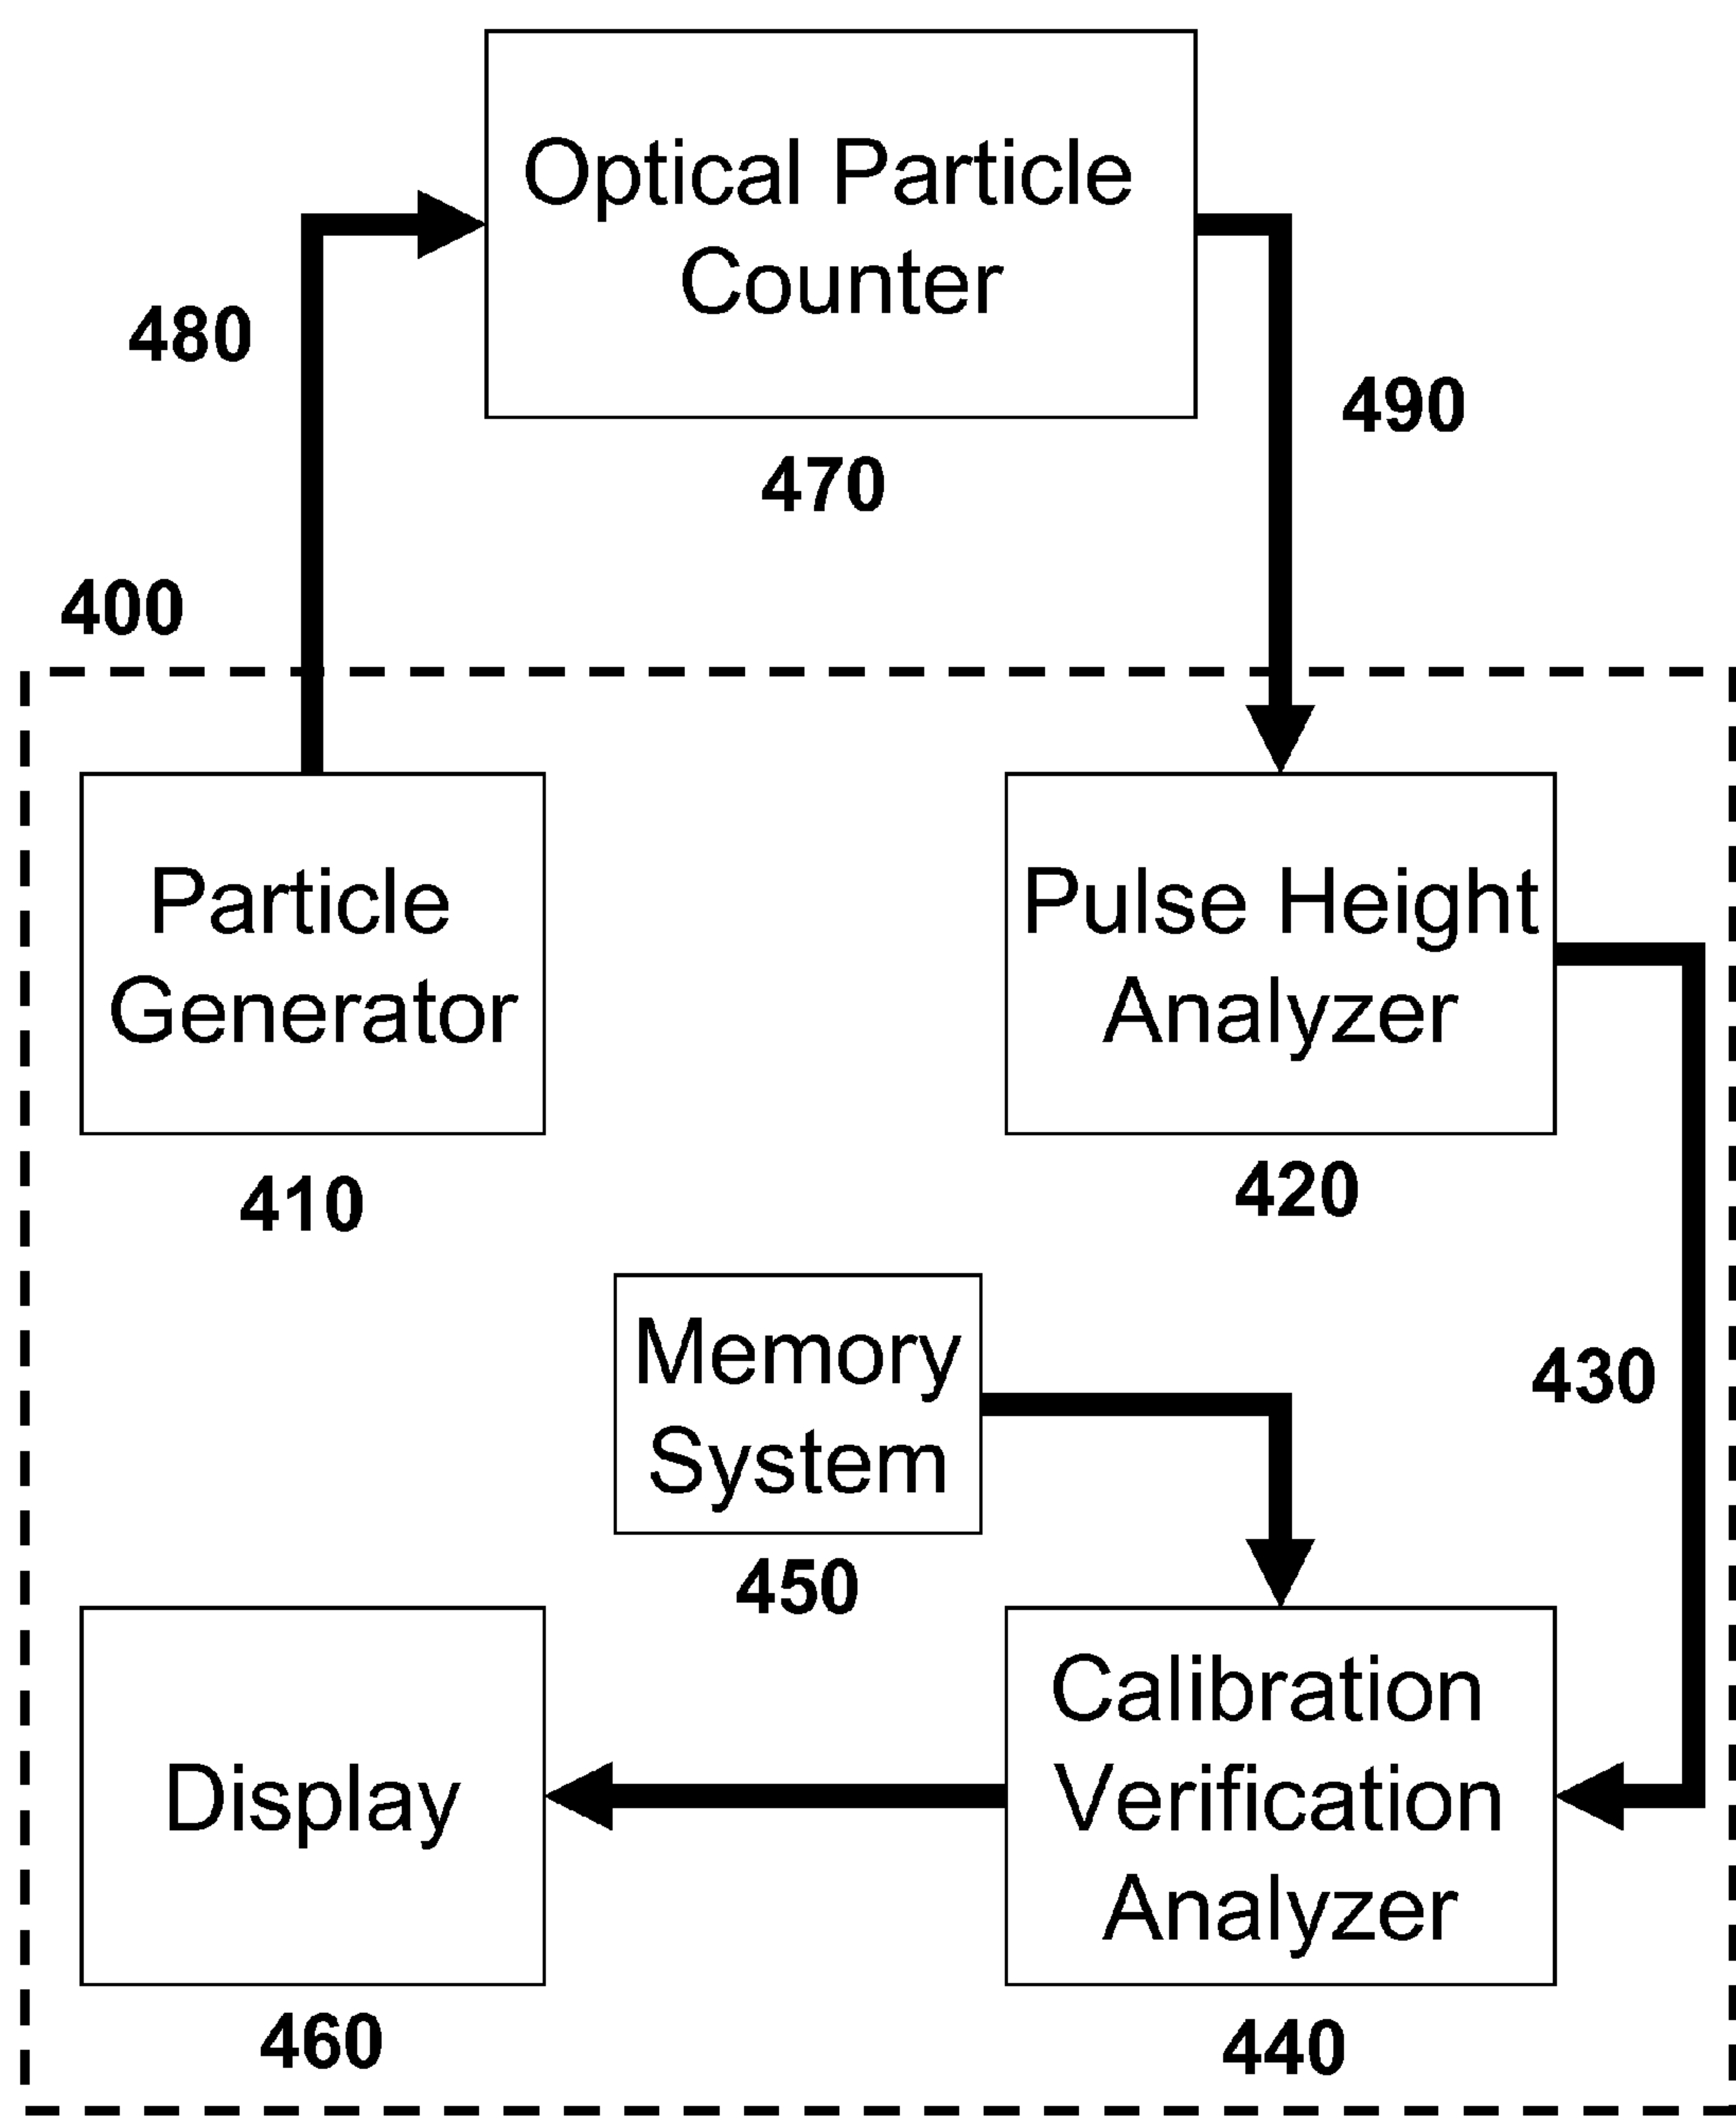 Optical Particle
Counter
480
490
470
400
Particle
Generator
Pulse Height
Analyzer
410
420
Memory
System
430
450
Calibration
Verification
Analyzer
Display
460
440